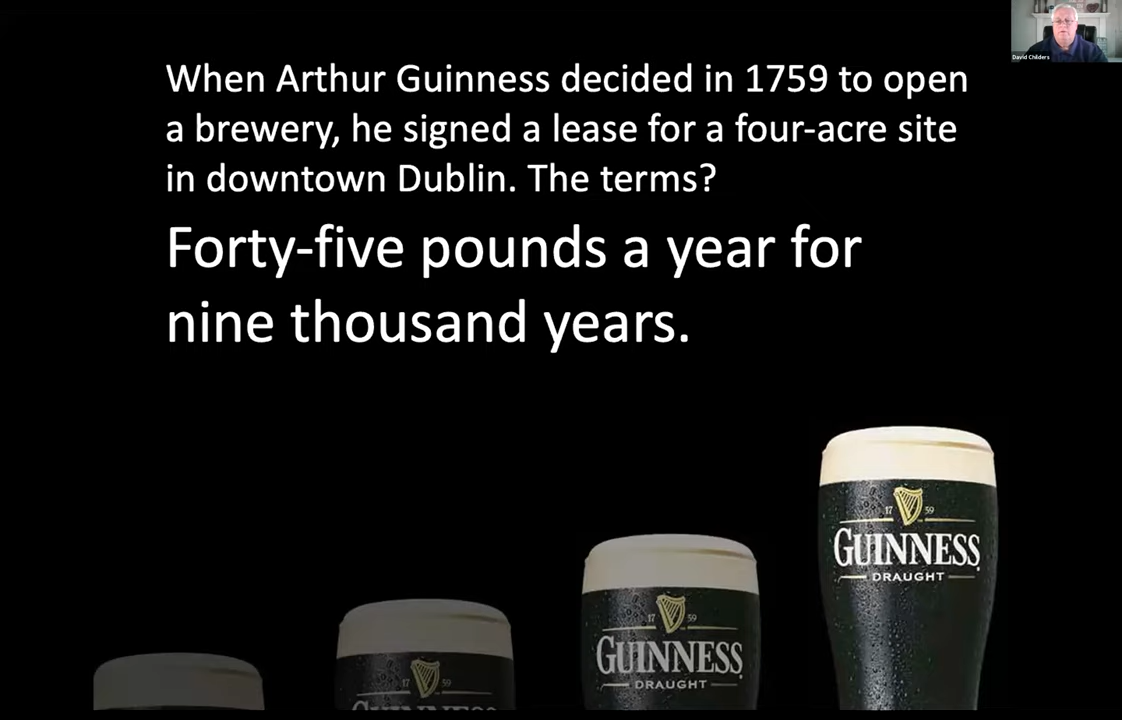 David Childers
When Arthur Guinness decided in 1759 to open
a brewery, he signed a lease for a four-acre site
in downtown Dublin. The terms?
Forty-five pounds a year for
nine thousand years.
17 59
GUINNESS
DRAUGHT
17 59
GUINNESS
DRAUGHT
17 59
GUINNESS